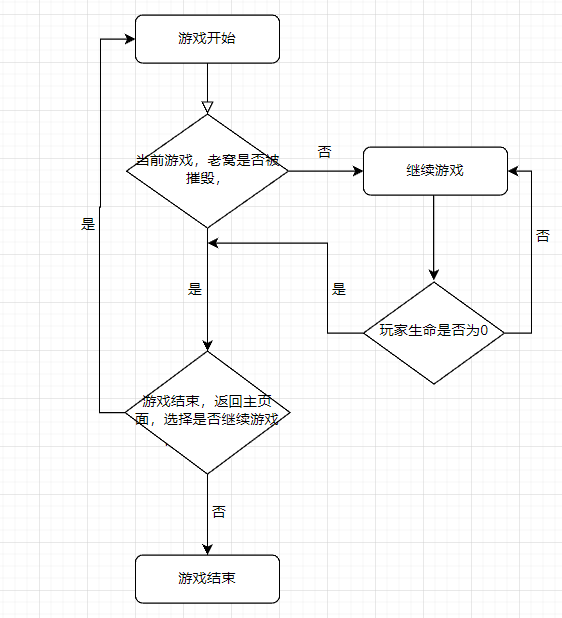 游戏开始
当前游戏，老窝是否被
摧毁，
否
继续游戏
是
否
是
是
玩家生命是否为0
游戏结束，返回主页
面，选择是否继续游戏
，
否
游戏结束